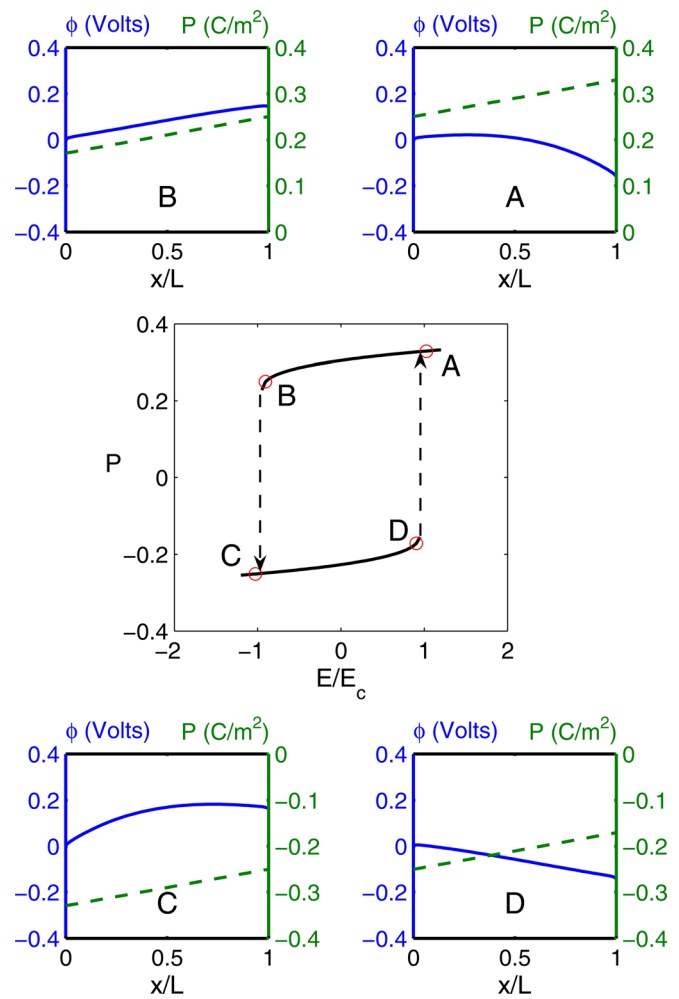 ϕ (Volts) P (C/m²) ϕ (Volts) P (C/m²)
0.4 0.4 0.4 0.4
0.2 0.3 0.2 0.3
0 0.2 0 0.2
−0.2 B 0.1 −0.2 A 0.1
−0.4 0 −0.4 0
0 0.5 1 0 0.5 1
x/L x/L
0.4
A
B
0.2
P 0
D
−0.2 C
−0.4
−2 −1 0 1 2
E/E_c
ϕ (Volts) P (C/m²) ϕ (Volts) P (C/m²)
0.4 0 0.4 0
0.2 −0.1 0.2 −0.1
0 −0.2 0 −0.2
−0.2 C −0.3 −0.2 D −0.3
−0.4 −0.4 −0.4 −0.4
0 0.5 1 0 0.5 1
x/L x/L